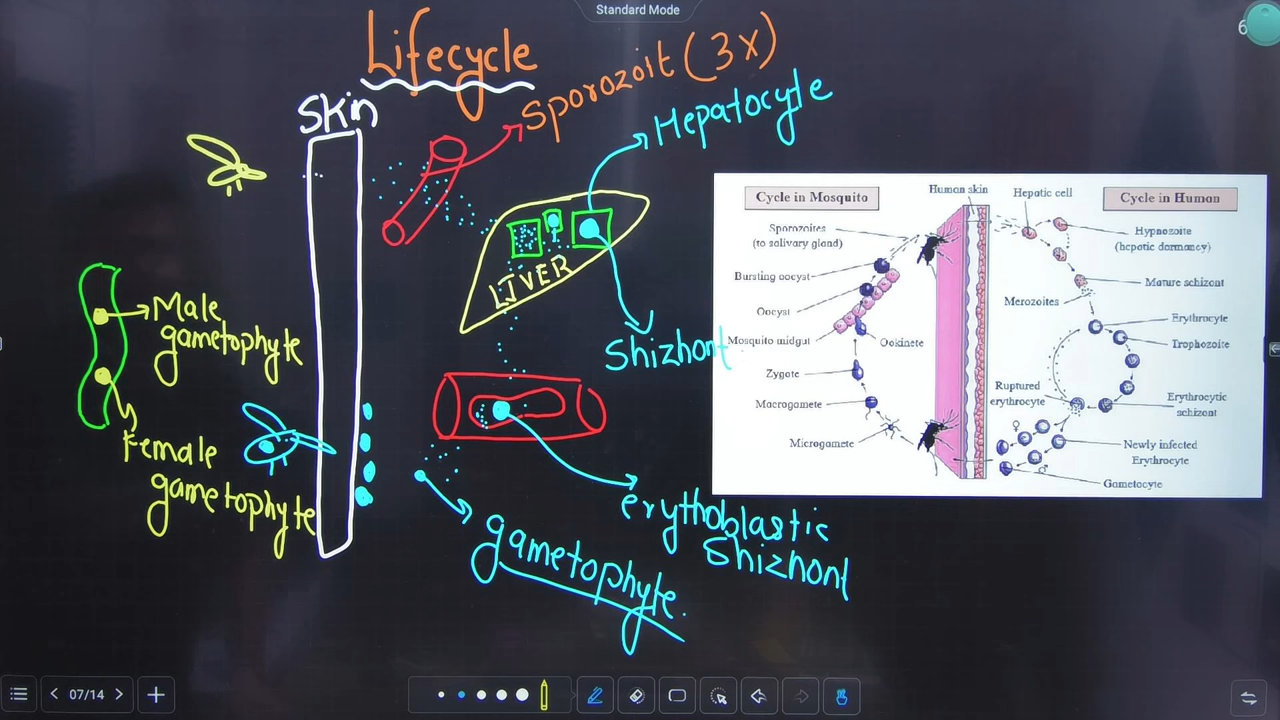 Standard Mode
6
Lifecycle
Skin
Sporozoit (3x)
Hepatocyte
LIVER
Shizhont
Male
gametophyte
Female
gametophyte
erythoblastic
Shizhont
gametophyte.
Cycle in Mosquito
Human skin
Hepatic cell
Cycle in Human
Sporozoites
(to salivary gland)
Hypnozoite
(hepatic dormancy)
Bursting oocyst
Mature schizont
Oocyst
Merozoites
Erythrocyte
Mosquito midgut
Ookinete
Trophozoite
Zygote
Ruptured
erythrocyte
Erythrocytic
schizont
Macrogamete
Microgamete
♀
♂
Newly infected
Erythrocyte
Gametocyte
07/14